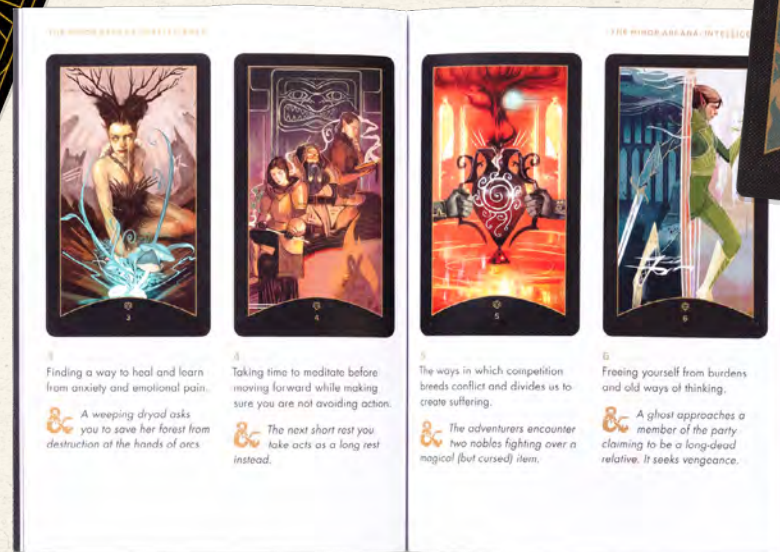 THE MINOR ARCANA: INTELLIGENCE
THE MINOR ARCANA: INTELLIGE
3
4
5
6
3
Finding a way to heal and learn
from anxiety and emotional pain.
& A weeping dryad asks
you to save her forest from
destruction at the hands of orcs.
4
Taking time to meditate before
moving forward while making
sure you are not avoiding action.
& The next short rest you
take acts as a long rest
instead.
5
The ways in which competition
breeds conflict and divides us to
create suffering.
& The adventurers encounter
two nobles fighting over a
magical (but cursed) item.
6
Freeing yourself from burdens
and old ways of thinking.
& A ghost approaches a
member of the party
claiming to be a long-dead
relative. It seeks vengeance.